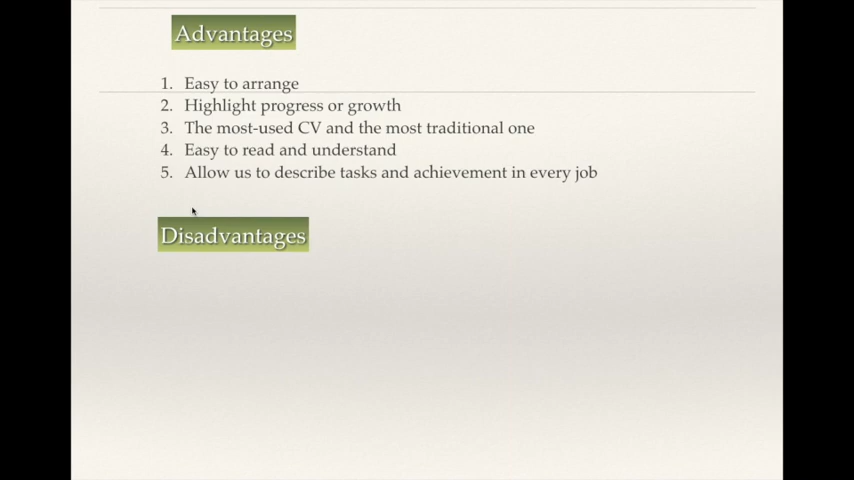 Advantages
1. Easy to arrange
2. Highlight progress or growth
3. The most-used CV and the most traditional one
4. Easy to read and understand
5. Allow us to describe tasks and achievement in every job
Disadvantages